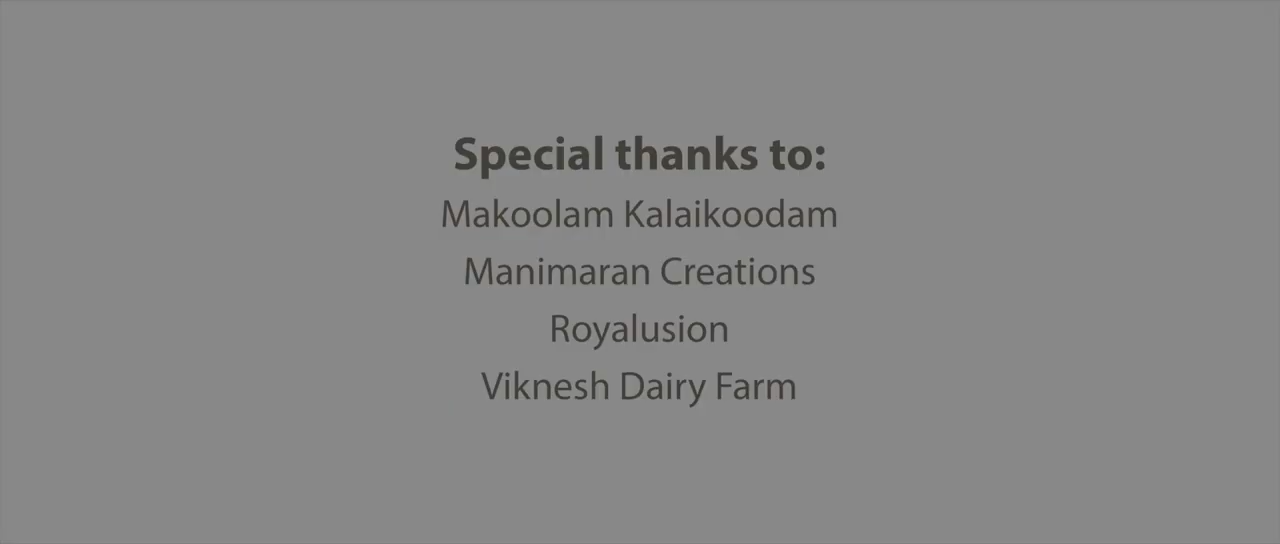 Special thanks to:
Makoolam Kalaikoodam
Manimaran Creations
Royalusion
Viknesh Dairy Farm